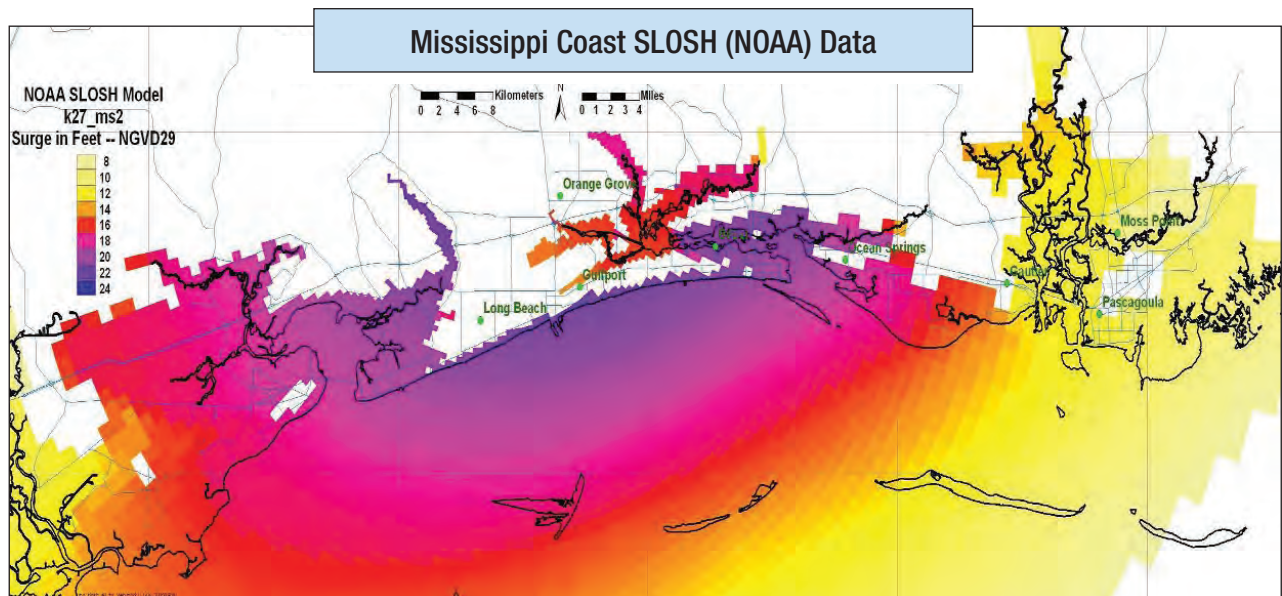 Mississippi Coast SLOSH (NOAA) Data
NOAA SLOSH Model
k27_ms2
Surge in Feet -- NGVD29
8
10
12
14
16
18
20
22
24
Kilometers
0 2 4 6 8
Miles
0 1 2 3 4
Orange Grove
Moss Point
Ocean Springs
Gulfport
Gautier
Long Beach
Pascagoula